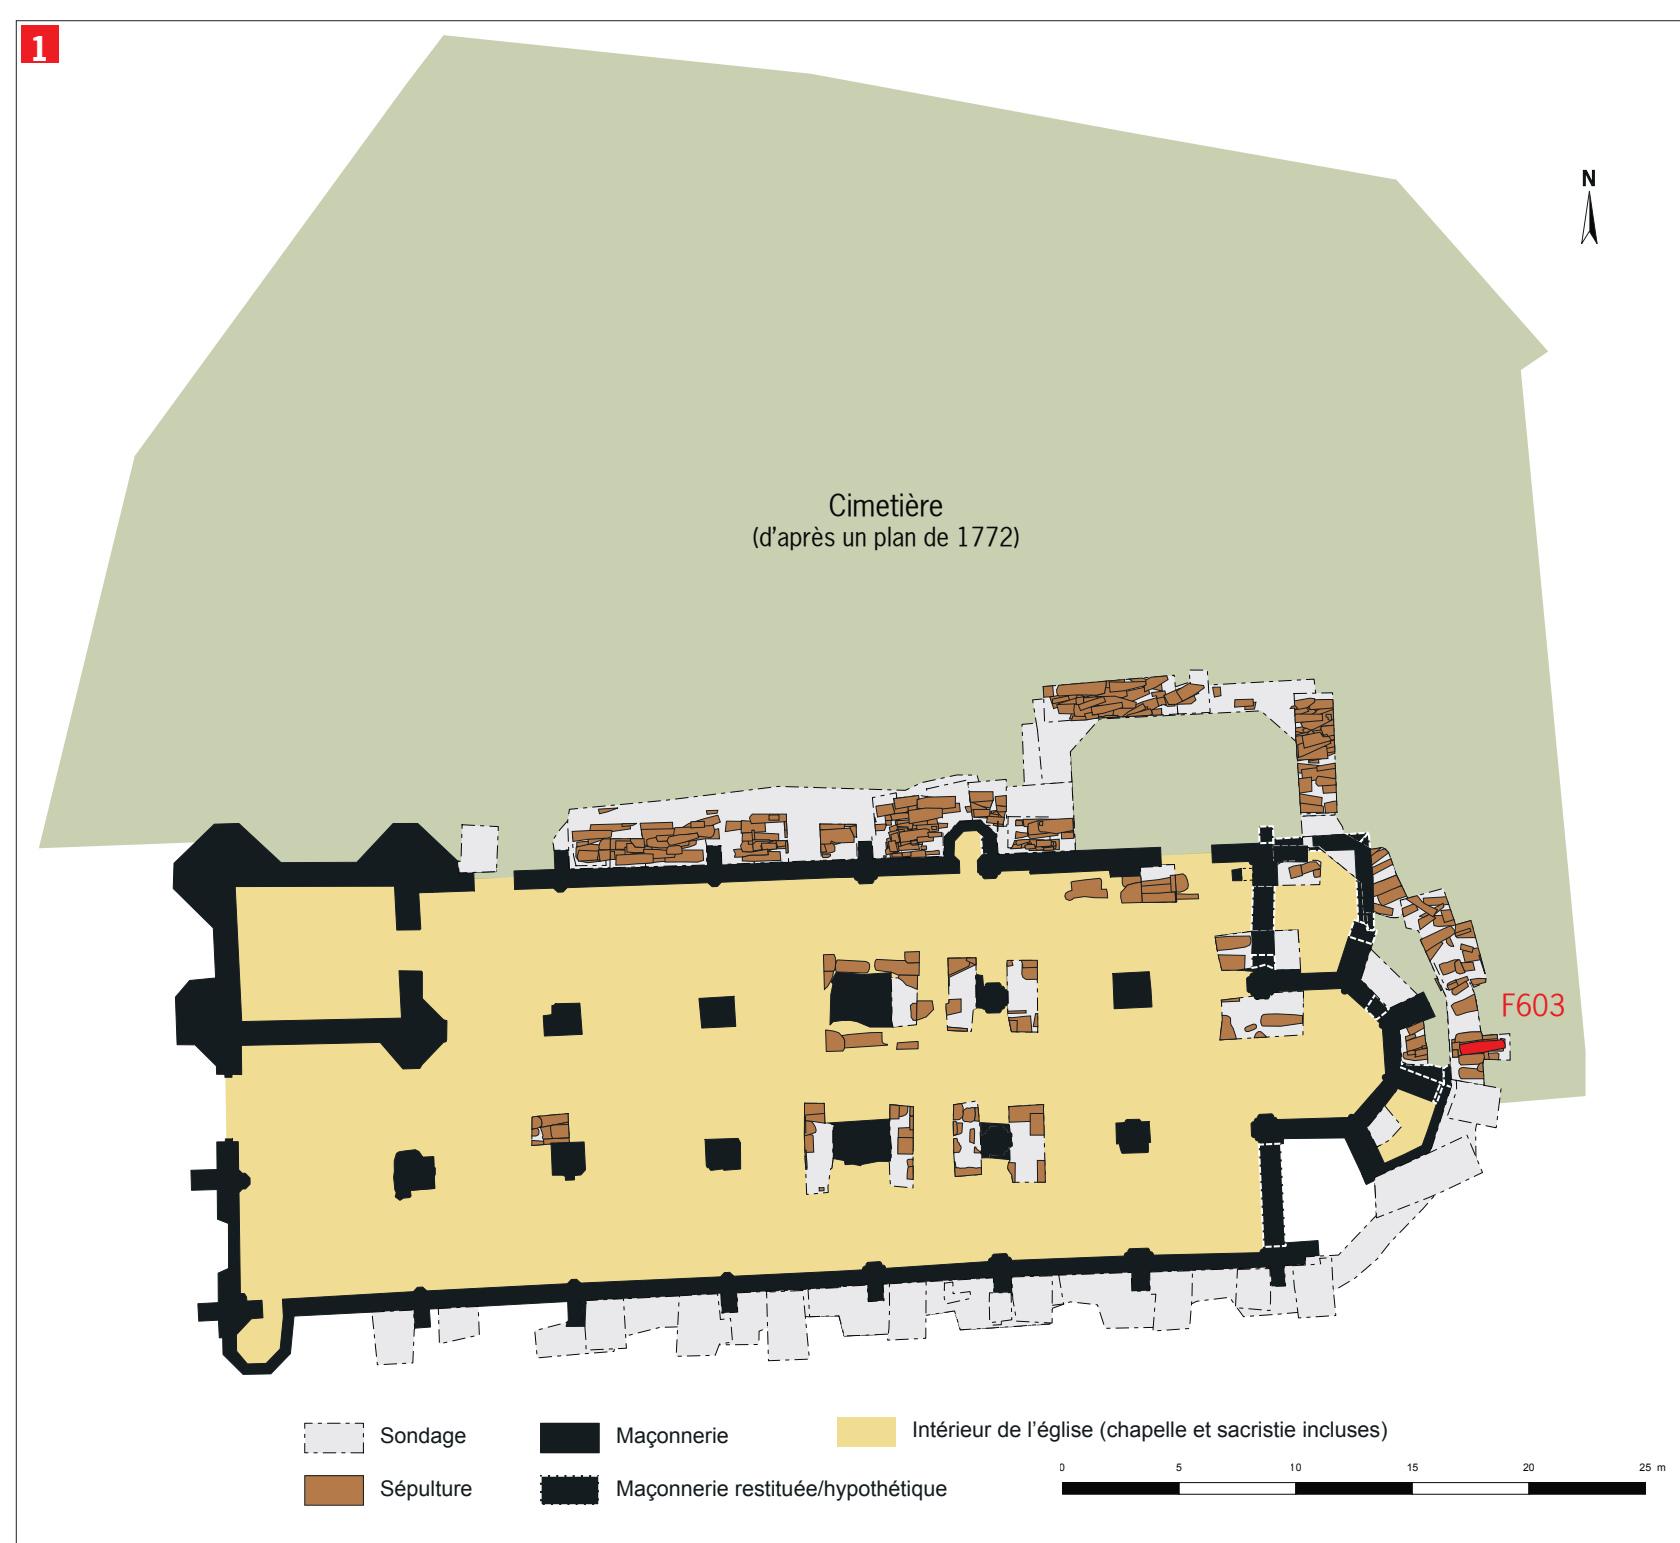 1
N
Cimetière
(d'après un plan de 1772)
F603
Sondage
Maçonnerie
Intérieur de l'église (chapelle et sacristie incluses)
Sépulture
Maçonnerie restituée/hypothétique
0 5 10 15 20 25 m